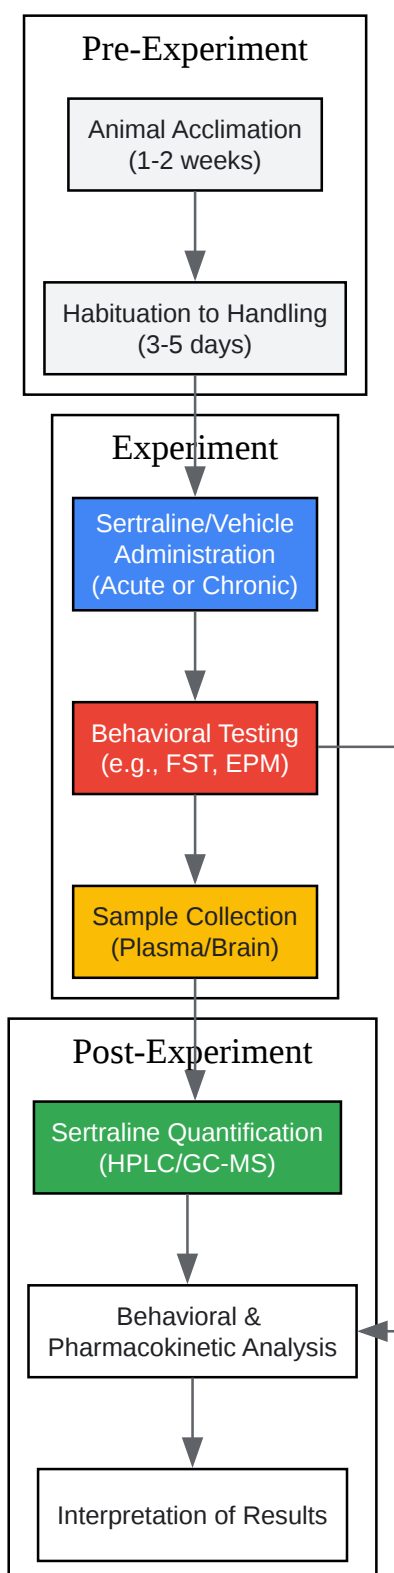 Pre-Experiment
Animal Acclimation
(1-2 weeks)
Habituation to Handling
(3-5 days)
Experiment
Sertraline/Vehicle
Administration
(Acute or Chronic)
Behavioral Testing
(e.g., FST, EPM)
Sample Collection
(Plasma/Brain)
Post-Experiment
Sertraline Quantification
(HPLC/GC-MS)
Behavioral &
Pharmacokinetic Analysis
Interpretation of Results